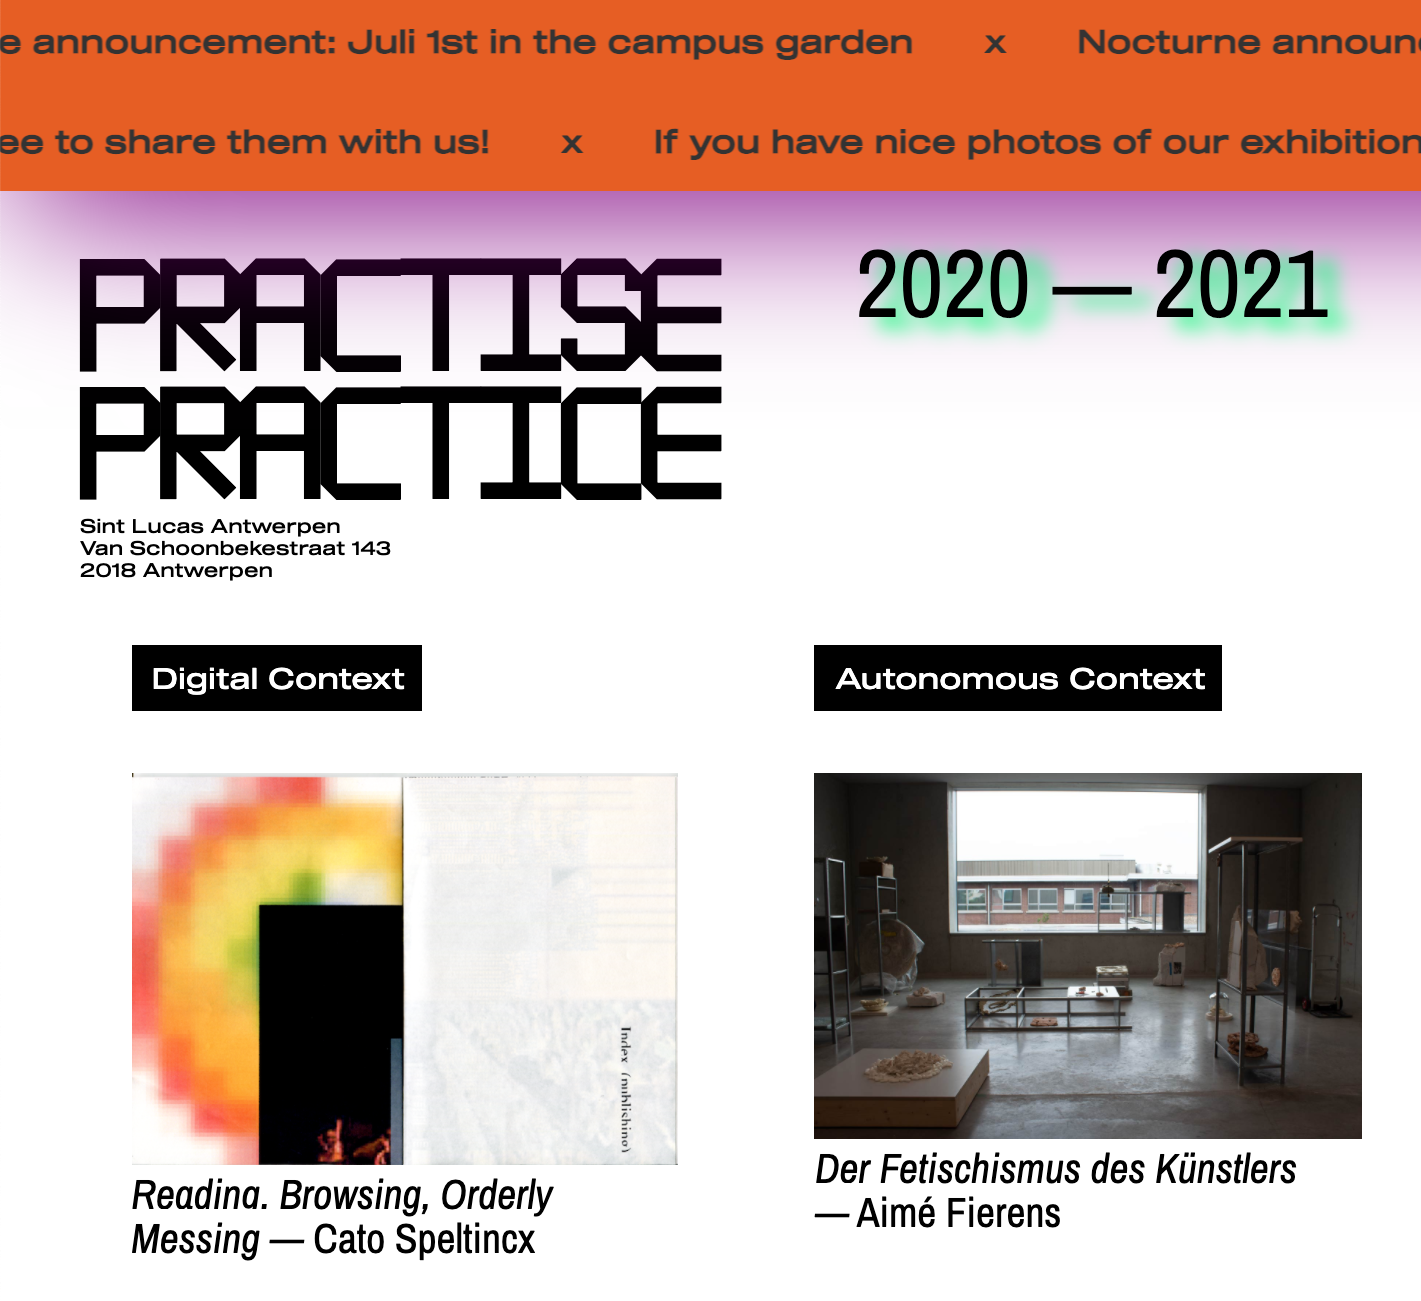 e announcement: Juli 1st in the campus garden x Nocturne announc
ee to share them with us! x If you have nice photos of our exhibition
PRACTISE
PRACTICE
2020 — 2021
Sint Lucas Antwerpen
Van Schoonbekestraat 143
2018 Antwerpen
Digital Context
Autonomous Context
Index (publishing)
Readina. Browsing, Orderly
Messing — Cato Speltincx
Der Fetischismus des Künstlers
— Aimé Fierens